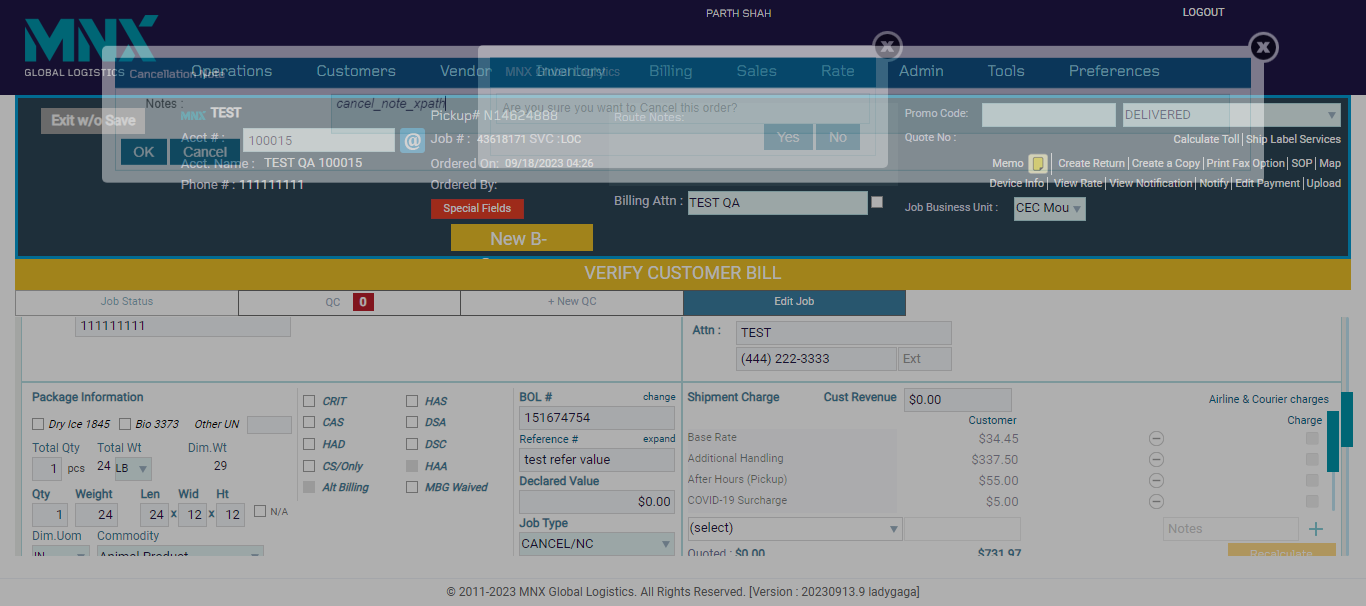 PARTH SHAH
LOGOUT
MNX
GLOBAL LOGISTICS
Operations Customers Vendor Inventory Billing Sales Rate Admin Tools Preferences
Cancellation Note
MNX Global Logistics
Notes :
cancel_note_xpath
OK
Cancel
Are you sure you want to Cancel this order?
Yes
No
Exit w/o Save
MNX TEST
Acct # : 100015 @
Acct. Name : TEST QA 100015
Phone # : 111111111
Pickup# N14624888
Job # : 43618171 SVC :LOC
Ordered On: 09/18/2023 04:26
Ordered By:
Special Fields
New B-
Route Notes:
Billing Attn : TEST QA
Promo Code:
DELIVERED
Quote No :
Calculate Toll| Ship Label Services
Memo | Create Return| Create a Copy| Print Fax Option | SOP | Map
Device Info | View Rate | View Notification | Notify | Edit Payment | Upload
Job Business Unit : CEC Mou
VERIFY CUSTOMER BILL
Job Status
QC 0
+ New QC
Edit Job
111111111
Attn : TEST
(444) 222-3333 Ext
Package Information
Dry Ice 1845 Bio 3373 Other UN
Total Qty Total Wt Dim.Wt
1 pcs 24 LB 29
Qty Weight Len Wid Ht
1 24 24 x 12 x 12 N/A
Dim.Uom Commodity
IN Animal Product
CRIT HAS
CAS DSA
HAD DSC
CS/Only HAA
Alt Billing MBG Waived
BOL # change
151674754
Reference # expand
test refer value
Declared Value
$0.00
Job Type
CANCEL/NC
Shipment Charge Cust Revenue $0.00 Airline & Courier charges
Customer Charge
Base Rate $34.45
Additional Handling $337.50
After Hours (Pickup) $55.00
COVID-19 Surcharge $5.00
(select) Notes +
Quoted : $0.00 $731.97 Recalculate
© 2011-2023 MNX Global Logistics. All Rights Reserved. [Version : 20230913.9 ladygaga]